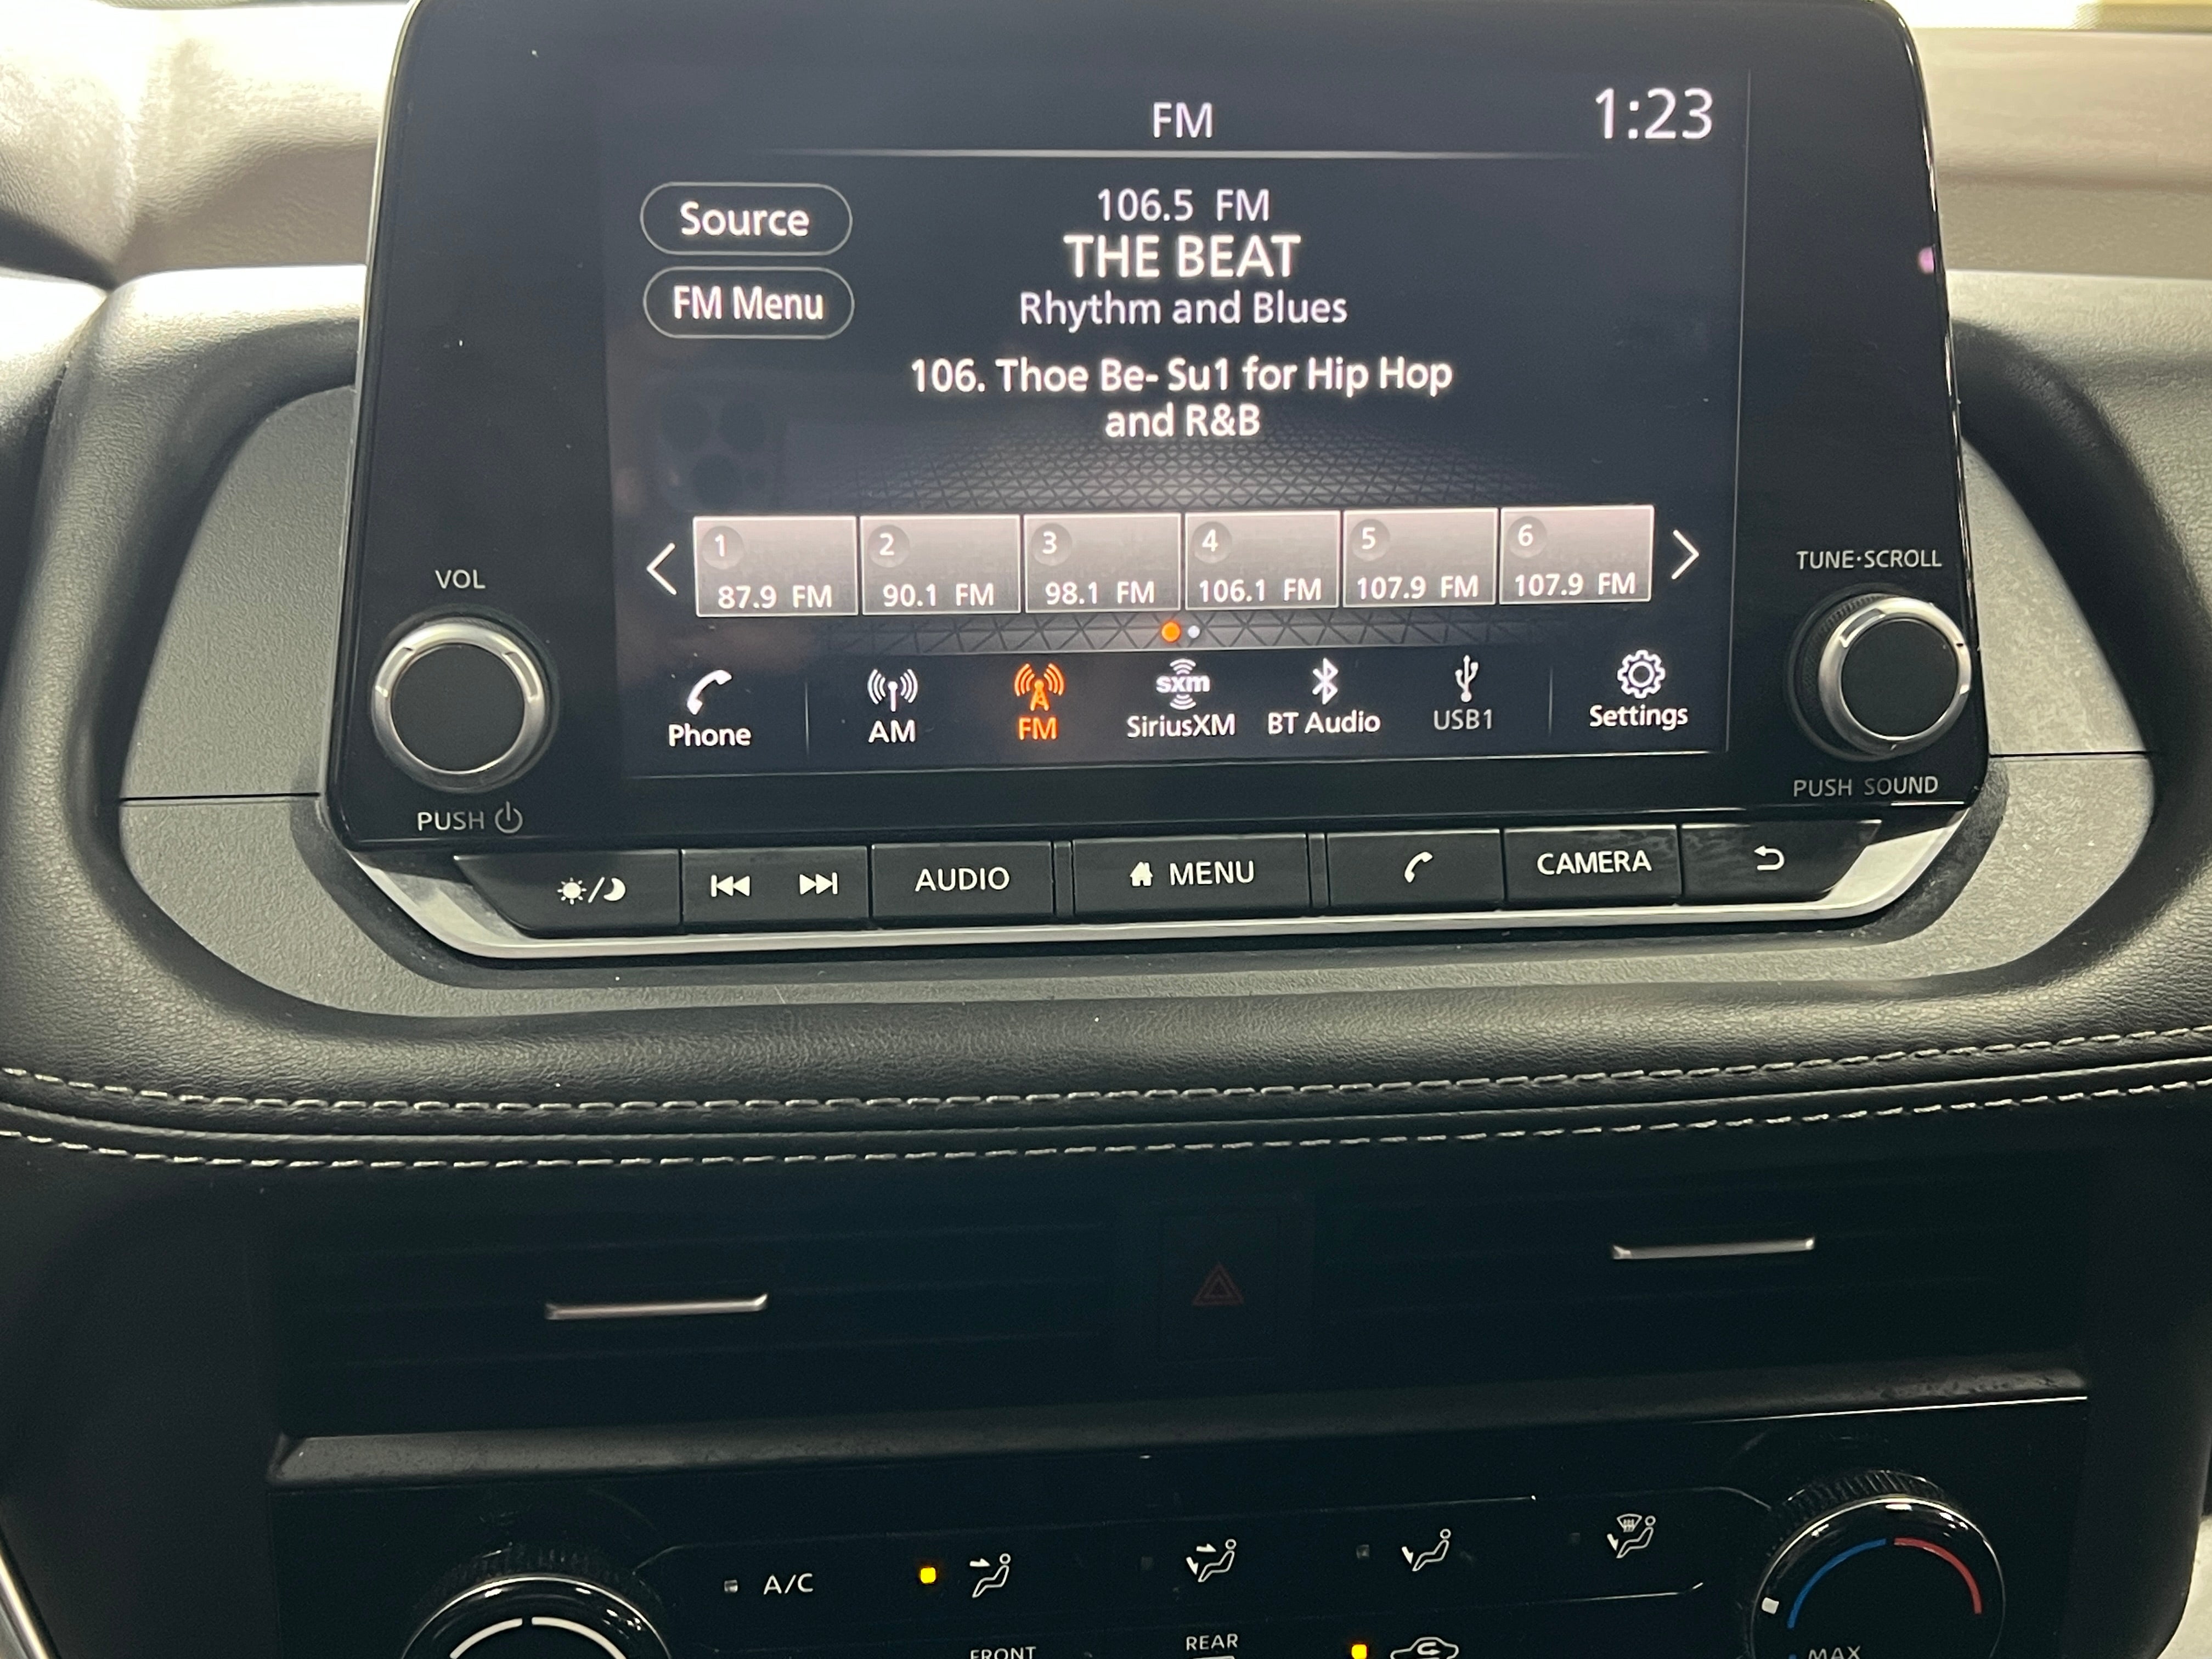 FM
1:23
Source
106.5 FM
THE BEAT
FM Menu
Rhythm and Blues
106. Thoe Be- Su1 for Hip Hop
and R&B
1
2
3
4
5
6
87.9 FM
90.1 FM
98.1 FM
106.1 FM
107.9 FM
107.9 FM
VOL
TUNE·SCROLL
Phone
AM
FM
sxm
SiriusXM
BT Audio
USB1
Settings
PUSH
PUSH SOUND
AUDIO
MENU
CAMERA
A/C
FRONT
REAR
MAX